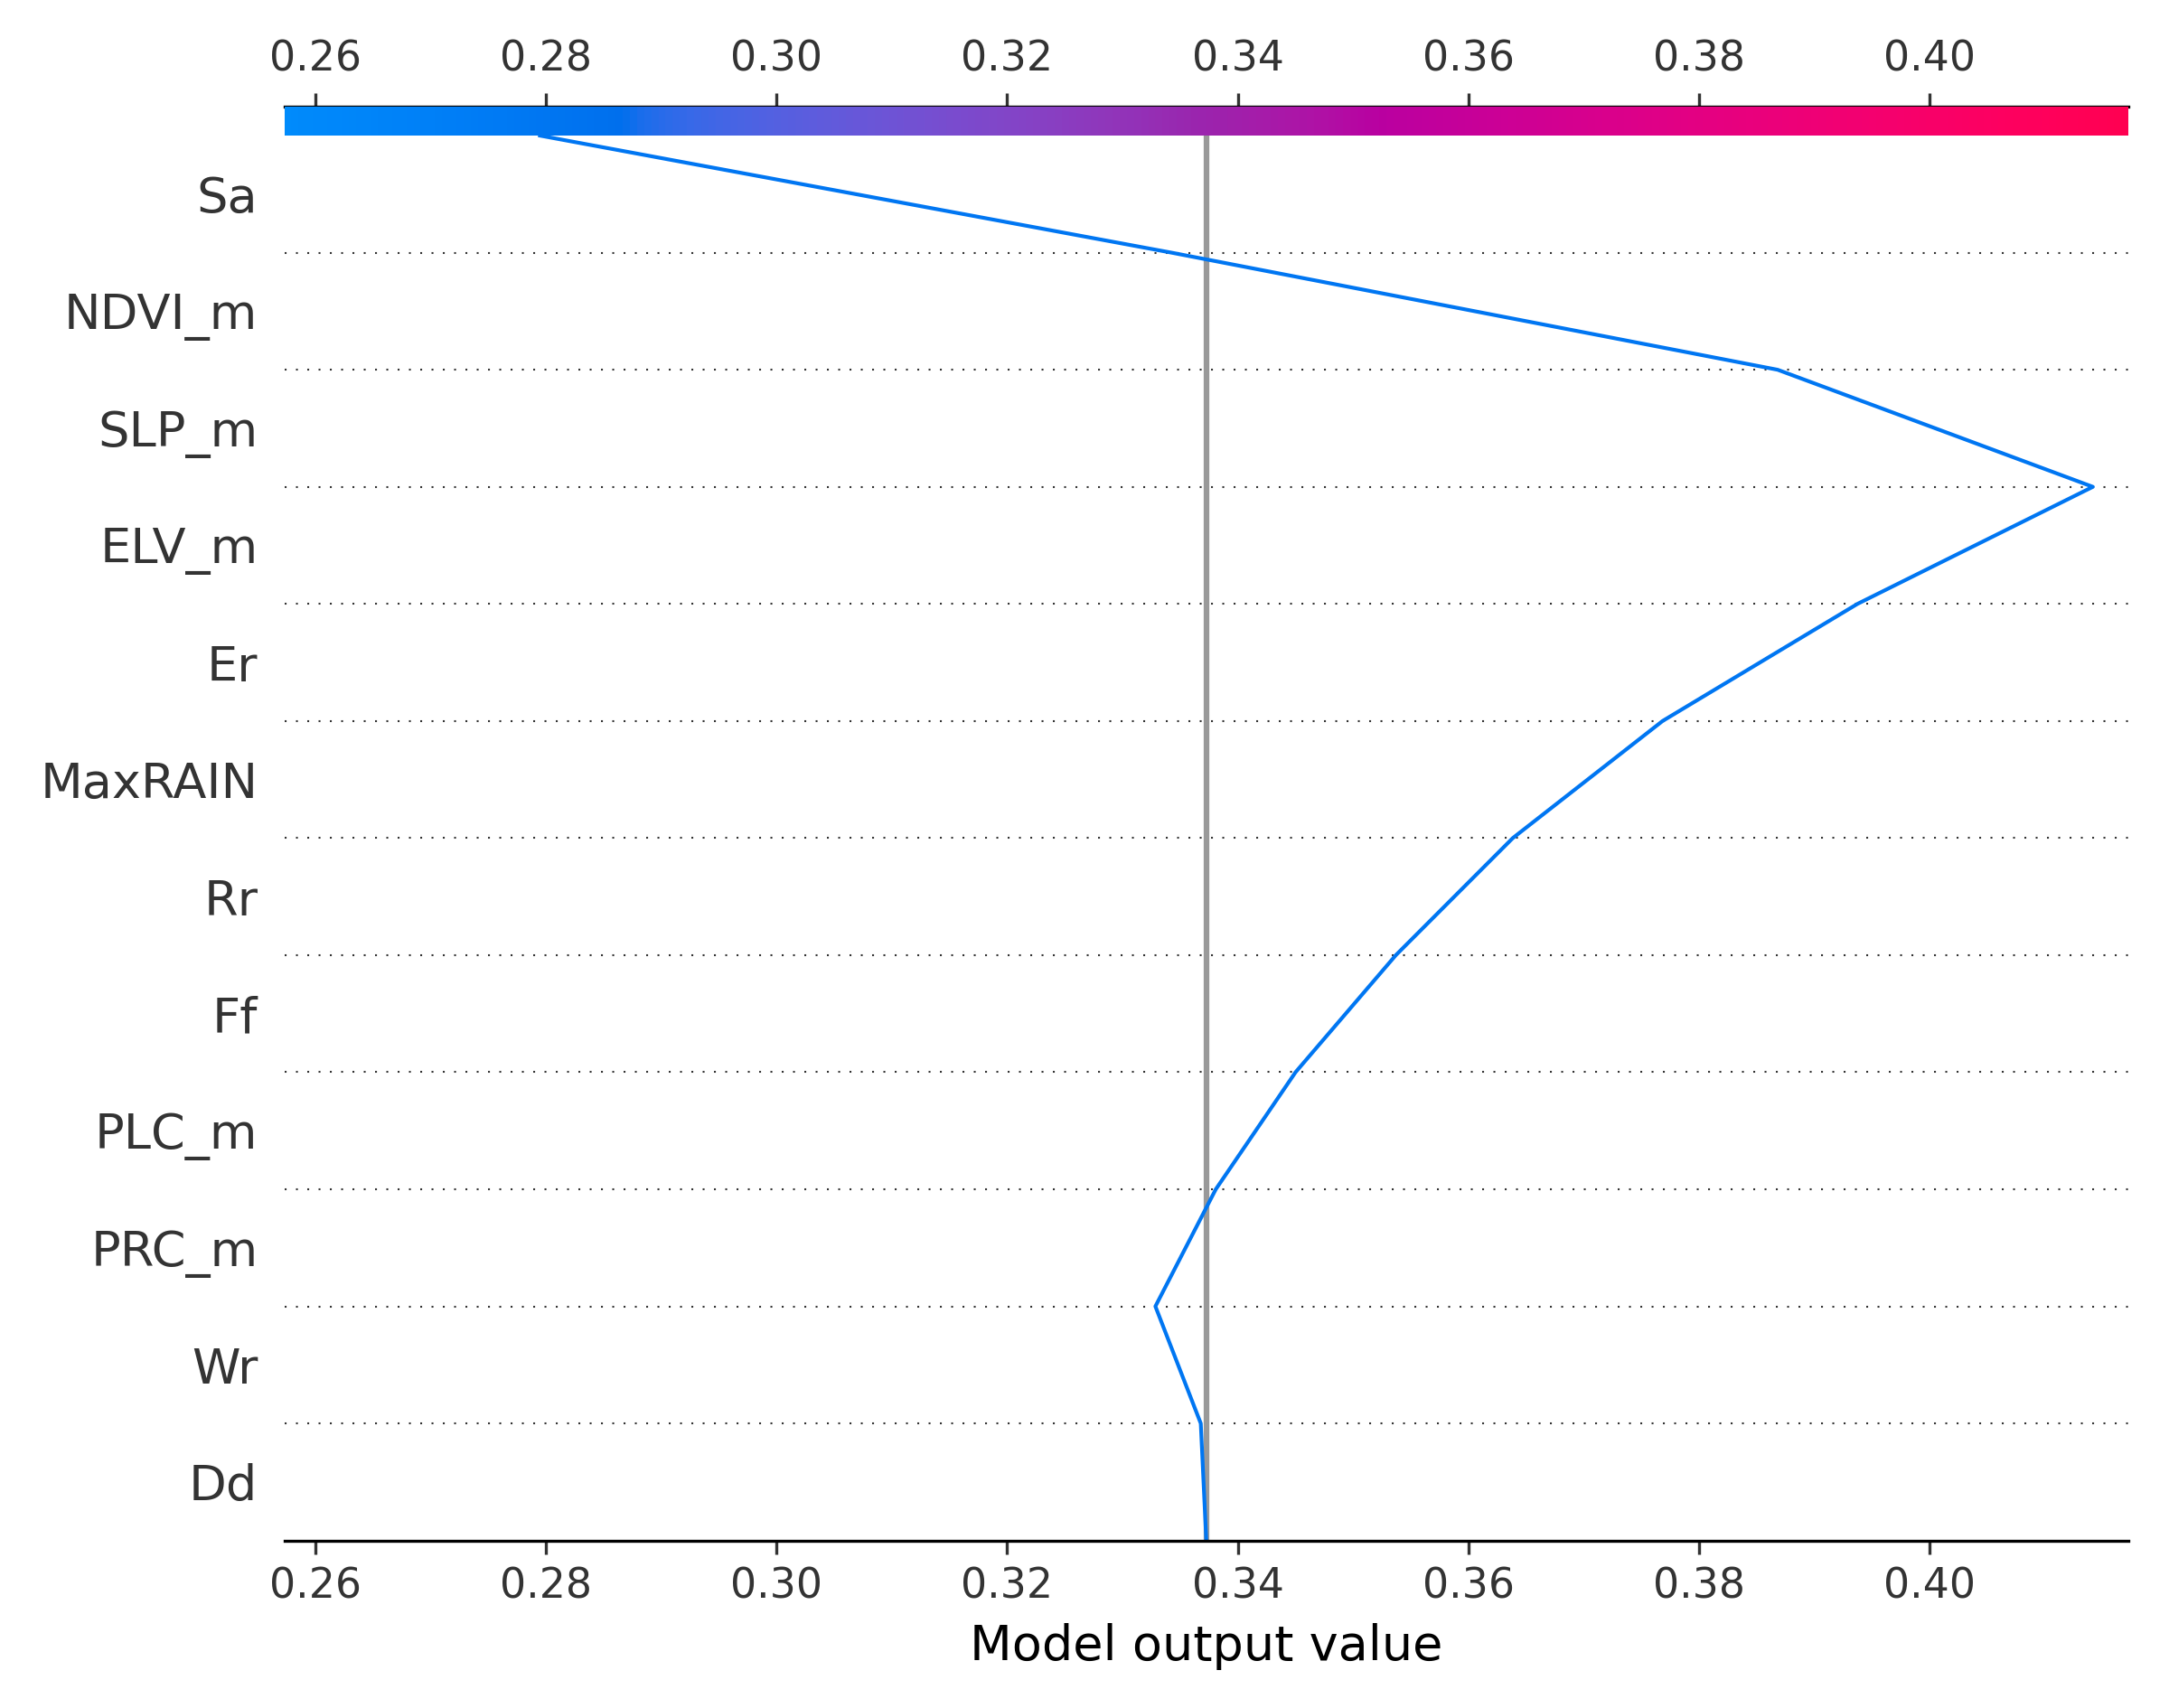 0.26 0.28 0.30 0.32 0.34 0.36 0.38 0.40
Sa
NDVI_m
SLP_m
ELV_m
Er
MaxRAIN
Rr
Ff
PLC_m
PRC_m
Wr
Dd
0.26 0.28 0.30 0.32 0.34 0.36 0.38 0.40
Model output value